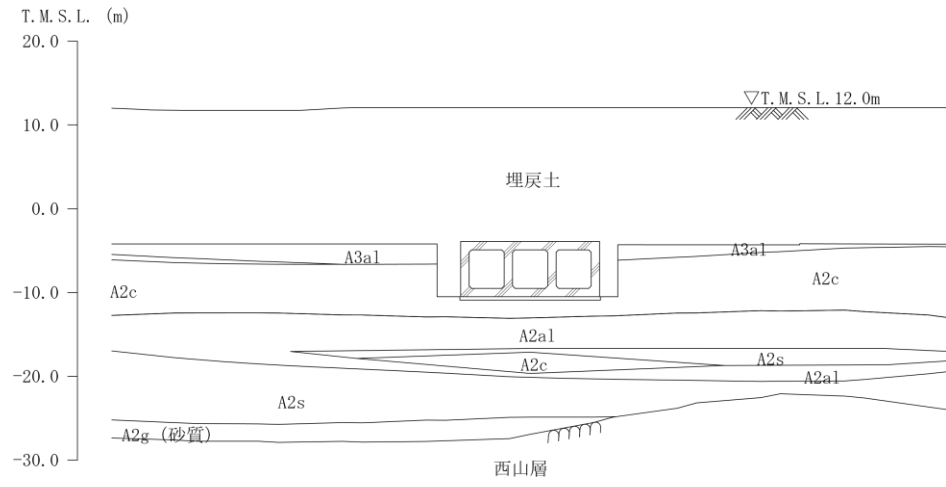 T.M.S.L. (m)
20.0
▽T.M.S.L.12.0m
10.0
埋戻土
0.0
A3al
A3al
A2c
A2c
-10.0
A2al
A2s
A2c
A2al
-20.0
A2s
A2g (砂質)
-30.0
西山層